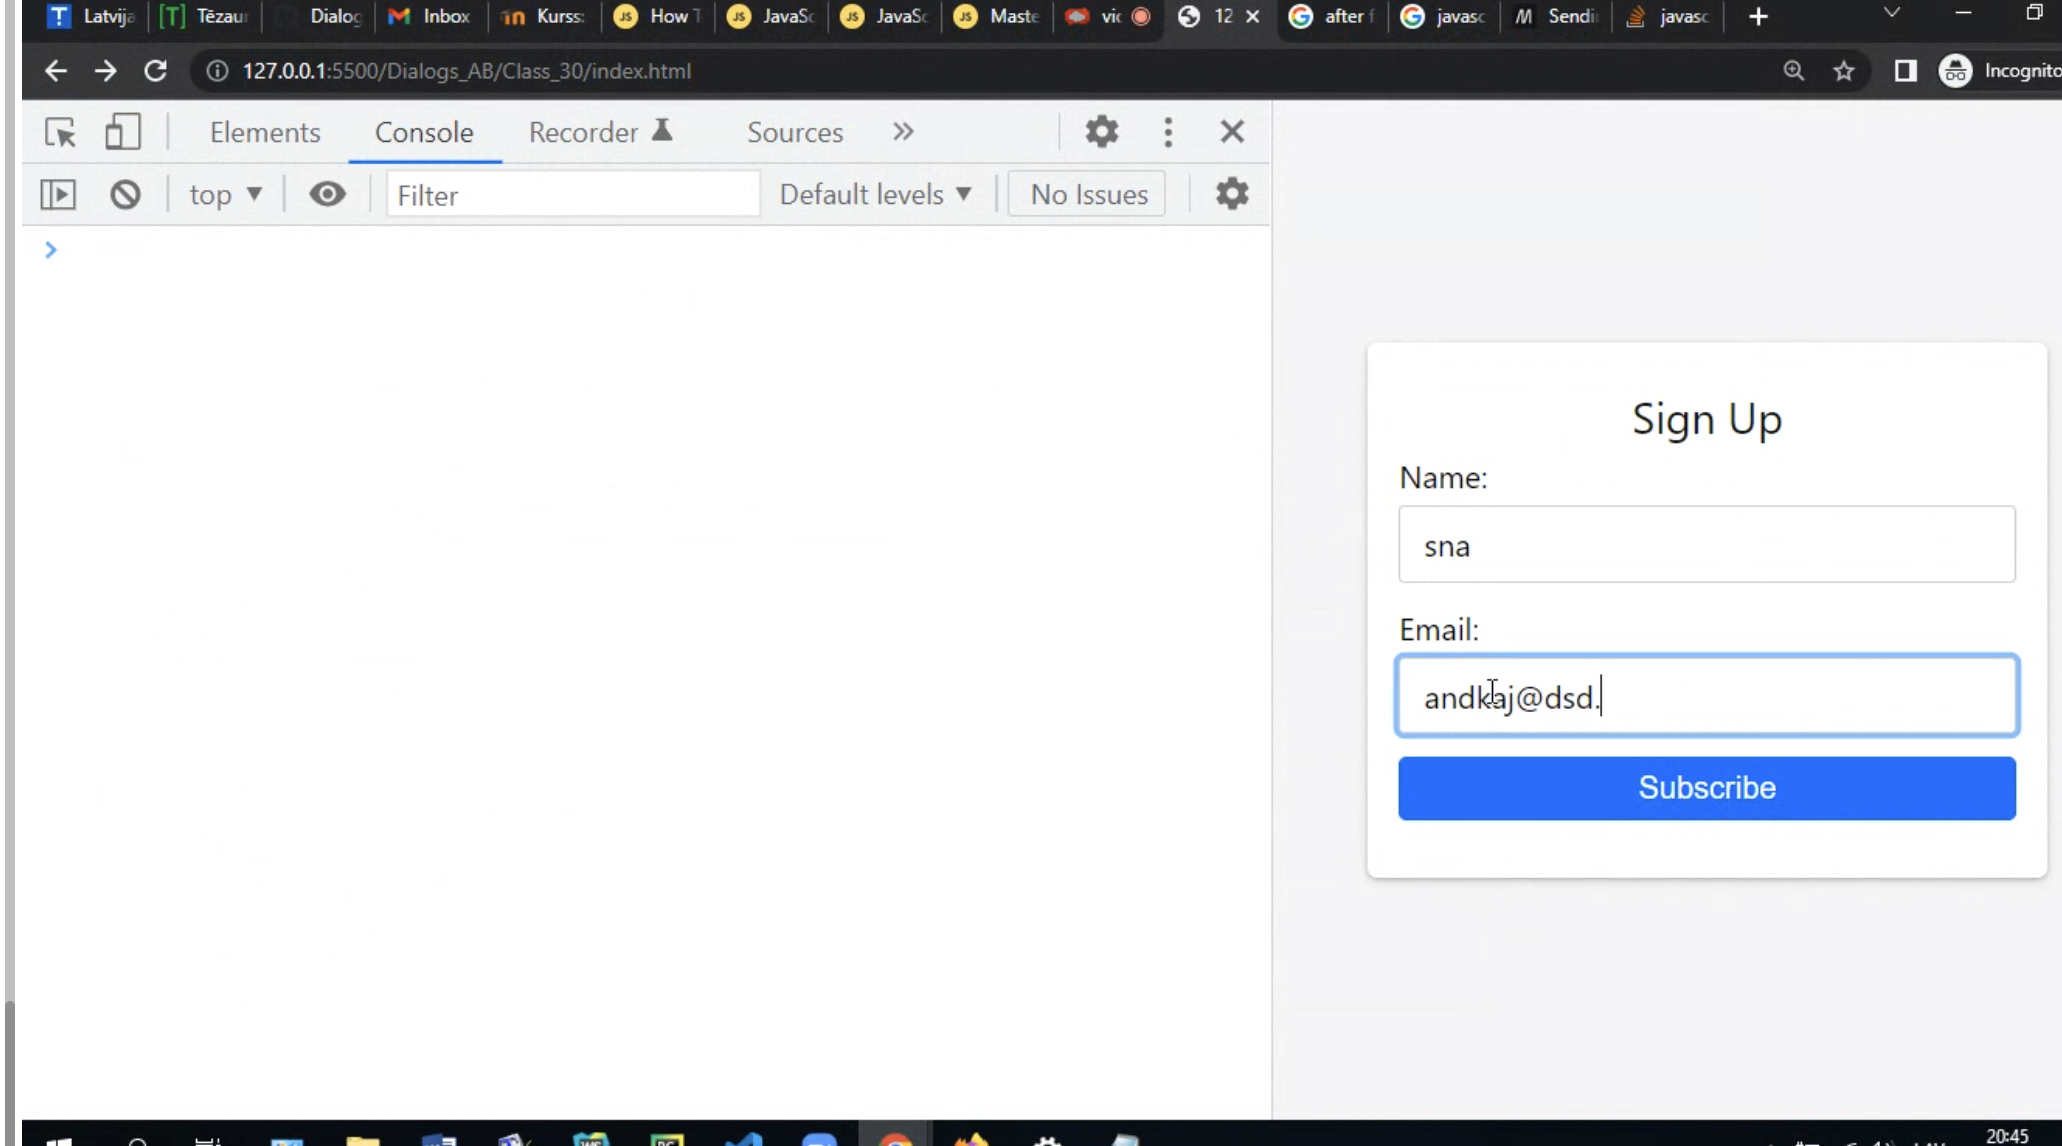 Latvija Tēzaur Dialog Inbox Kurss: How T JavaSc JavaSc Maste vic 12 after f javasc Sendi javasc
127.0.0.1:5500/Dialogs_AB/Class_30/index.html Incognito
Elements Console Recorder Sources
top Filter Default levels No Issues
Sign Up
Name:
sna
Email:
andkaj@dsd.
Subscribe
20:45